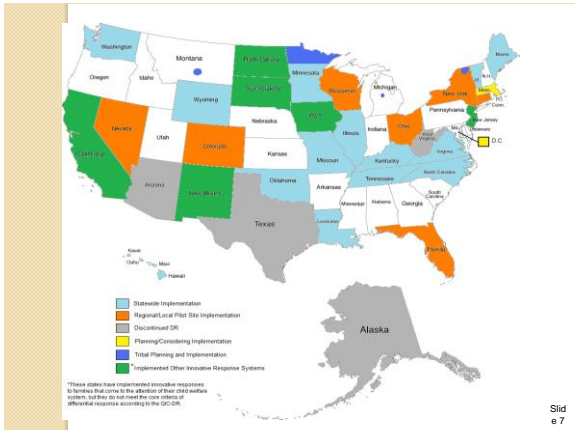 Washington
Montana
North Dakota
Maine
Oregon
Idaho
Minnesota
South Dakota
Wisconsin
Michigan
New York
Wyoming
Iowa
Pennsylvania
Nebraska
New Jersey
Nevada
Utah
Colorado
Illinois
Indiana
Ohio
West Virginia
Delaware
D.C.
California
Kansas
Missouri
Kentucky
Virginia
North Carolina
Tennessee
Arizona
New Mexico
Oklahoma
Arkansas
South Carolina
Mississippi
Alabama
Georgia
Texas
Louisiana
Florida
Kauai
Oahu
Maui
Hawaii
Alaska
Statewide Implementation
Regional/Local Pilot Site Implementation
Discontinued DR
Planning/Considering Implementation
Tribal Planning and Implementation
*Implemented Other Innovative Response Systems
*These states have implemented innovative responses
to families that come to the attention of their child welfare
system, but they do not meet the core criteria of
differential response according to the QIC-DR.
Slid
e 7